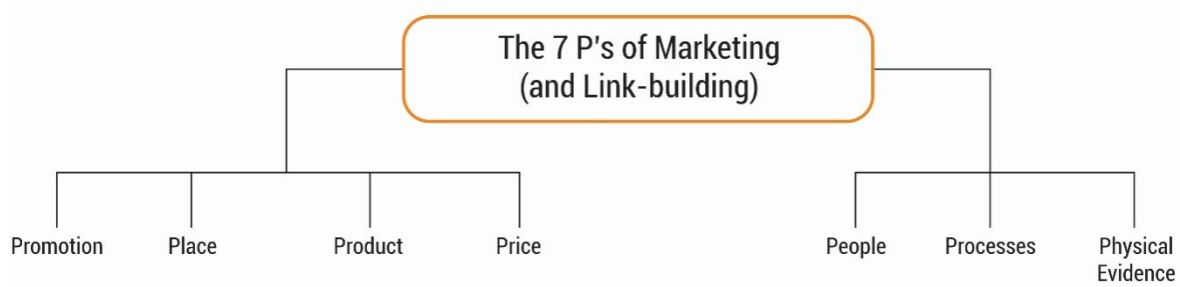 The 7 P's of Marketing
(and Link-building)
Promotion
Place
Product
Price
People
Processes
Physical
Evidence